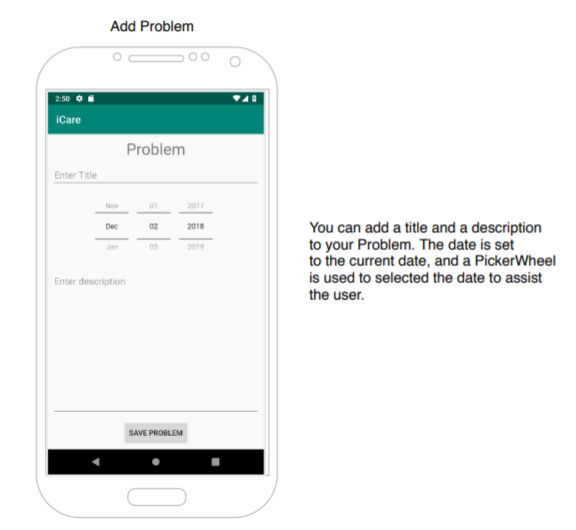 Add Problem
2:50
iCare
Problem
Enter Title
Nov 01 2017
Dec 02 2018
Jan 03 2019
Enter description
SAVE PROBLEM
You can add a title and a description
to your Problem. The date is set
to the current date, and a PickerWheel
is used to selected the date to assist
the user.